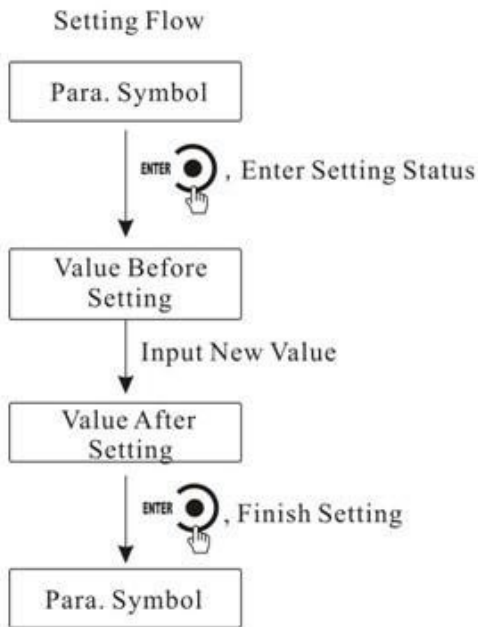 Setting Flow
Para. Symbol
ENTER , Enter Setting Status
Value Before
Setting
Input New Value
Value After
Setting
ENTER , Finish Setting
Para. Symbol